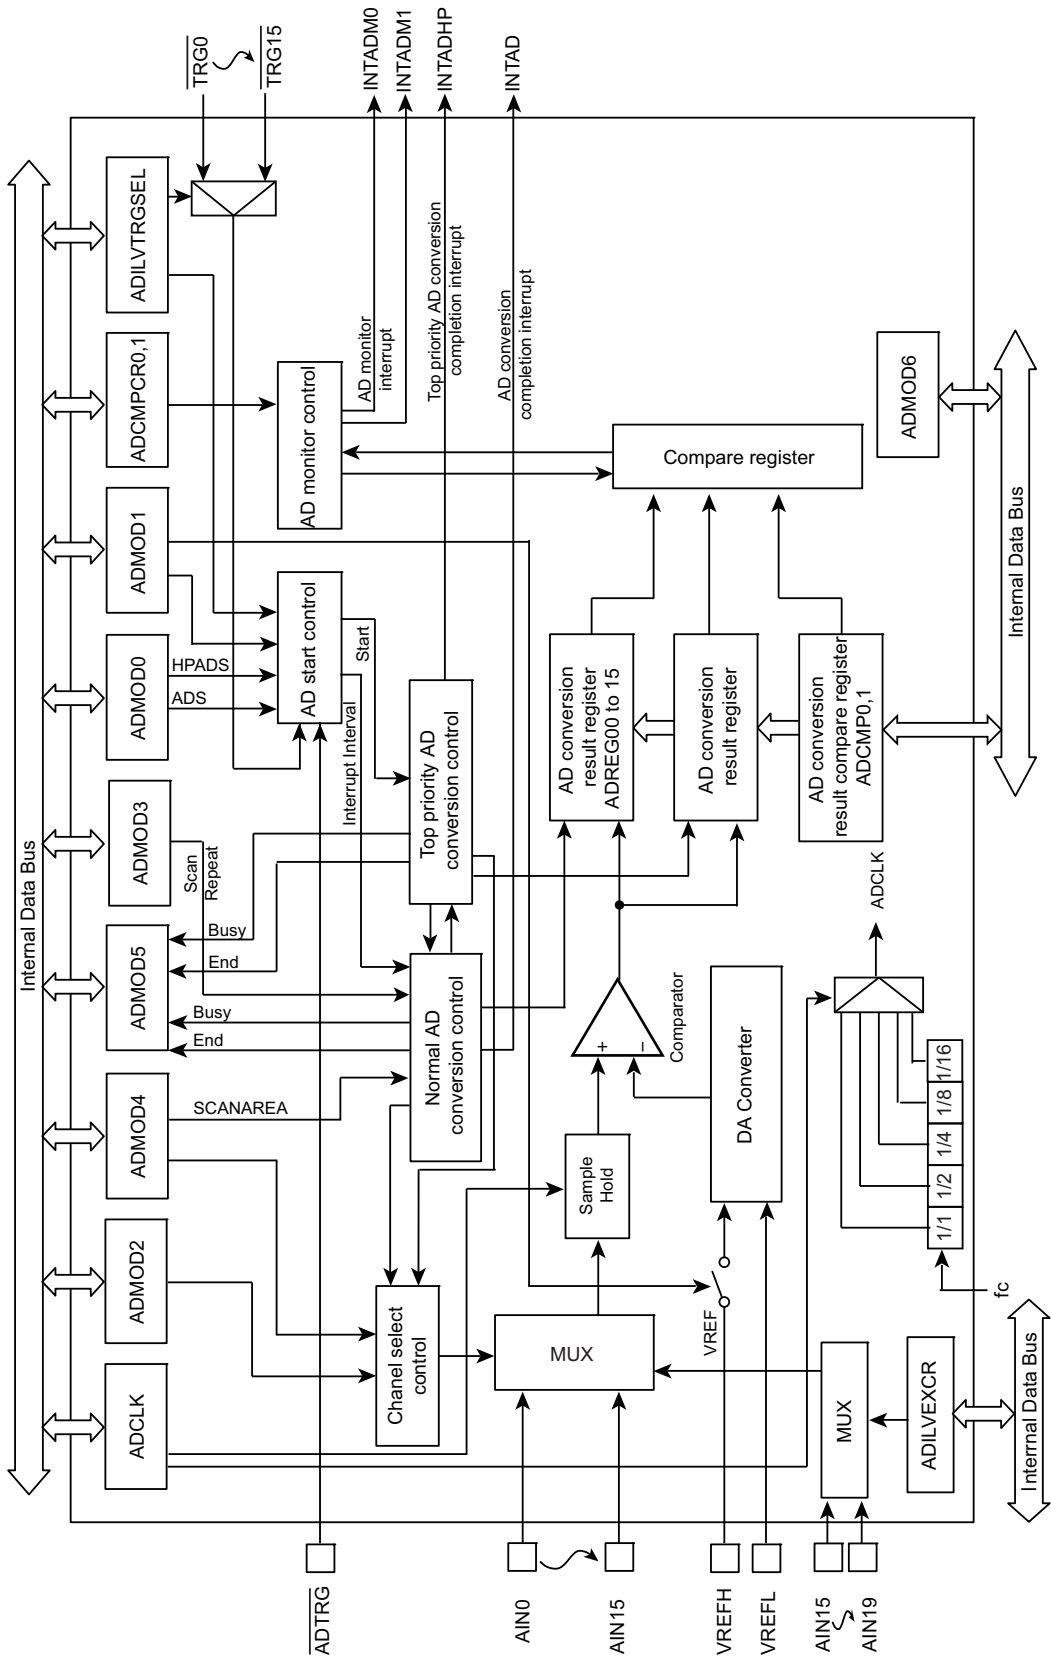 Internal Data Bus
ADCLK
ADMOD2
ADMOD4
ADMOD5
ADMOD3
ADMOD0
ADMOD1
ADCMPCR0,1
ADILVTRGSEL
TRG0
TRG15
SCANAREA
End
Busy
End
Busy
Scan
Repeat
ADS
HPADS
AD start control
AD monitor control
Start
Interrupt Interval
AD monitor
interrupt
INTADM0
INTADM1
INTADHP
INTAD
Top priority AD conversion
completion interrupt
AD conversion
completion interrupt
Chanel select
control
Normal AD
conversion control
Top priority AD
conversion control
ADTRG
AIN0
AIN15
MUX
Sample
Hold
+
−
Comparator
AD conversion
result register
ADREG00 to 15
AD conversion
result register
AD conversion
result compare register
ADCMP0,1
Compare register
VREFH
VREFL
VREF
DA Converter
AIN15
AIN19
MUX
ADILVEXCR
ADCLK
1/1
1/2
1/4
1/8
1/16
fc
ADMOD6
Interrnal Data Bus
Internal Data Bus